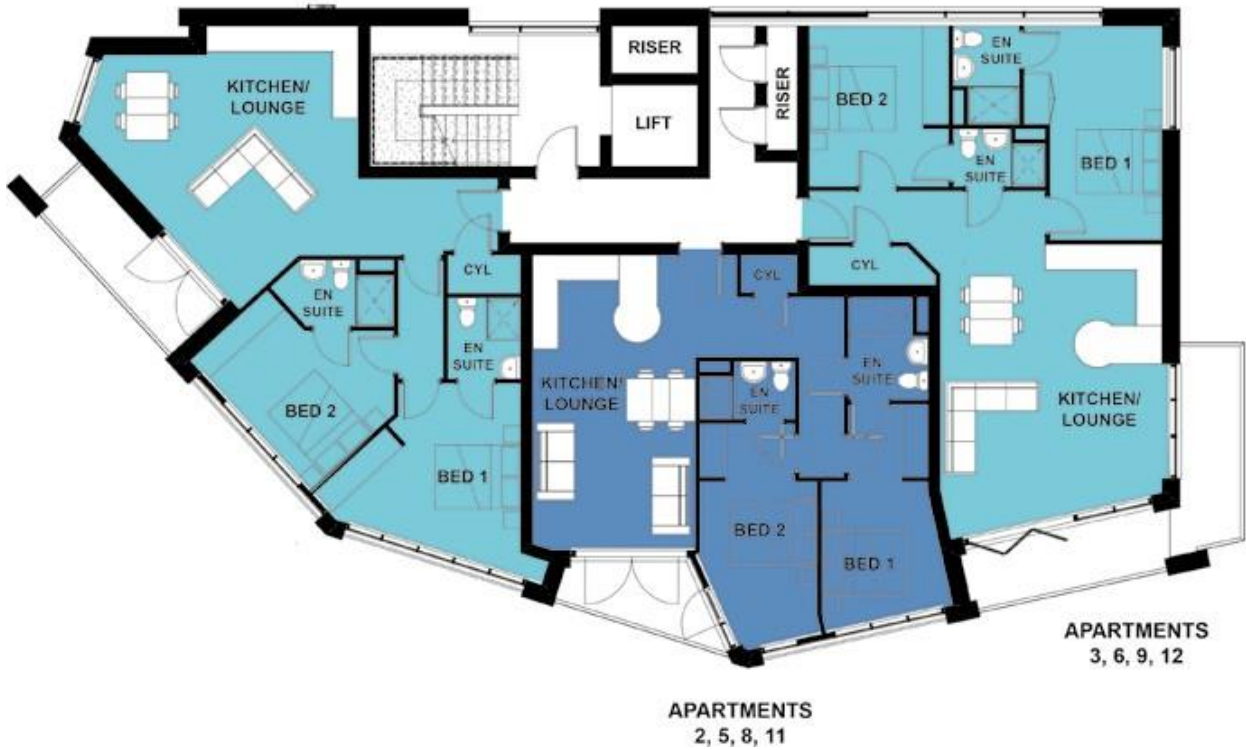 KITCHEN/
LOUNGE
RISER
LIFT
RISER
BED 2
EN
SUITE
EN
SUITE
BED 1
CYL
CYL
CYL
EN
SUITE
EN
SUITE
BED 2
BED 1
KITCHEN/
LOUNGE
EN
SUITE
EN
SUITE
BED 2
BED 1
KITCHEN/
LOUNGE
APARTMENTS
3, 6, 9, 12
APARTMENTS
2, 5, 8, 11